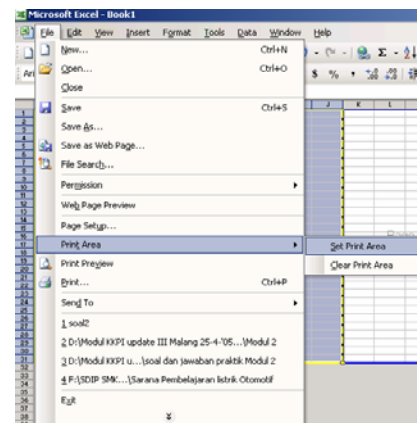 Microsoft Excel - Book1
File Edit View Insert Format Tools Data Window Help
New... Ctrl+N
Open... Ctrl+O
Close
Save Ctrl+S
Save As...
Save as Web Page...
File Search...
Permission
Web Page Preview
Page Setup...
Print Area
Set Print Area
Clear Print Area
Print Preview
Print... Ctrl+P
Send To
1 soal2
2 D:\Modul KKPI update III Malang 25-4-'05...\Modul 2
3 D:\Modul KKPI u...\soal dan jawaban praktik Modul 2
4 F:\SDIP SMK...\Sarana Pembelajaran listrik Otomotif
Exit